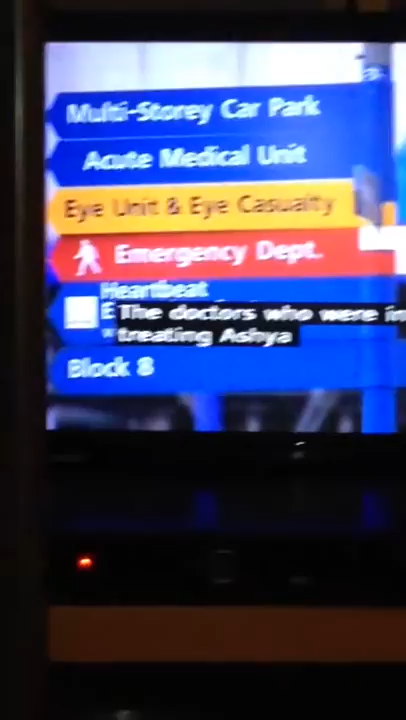 Multi-Storey Car Park
Acute Medical Unit
Eye Unit & Eye Casualty
Emergency Dept.
Heartbeat
E
The doctors who were in
treating Ashya
Block 8